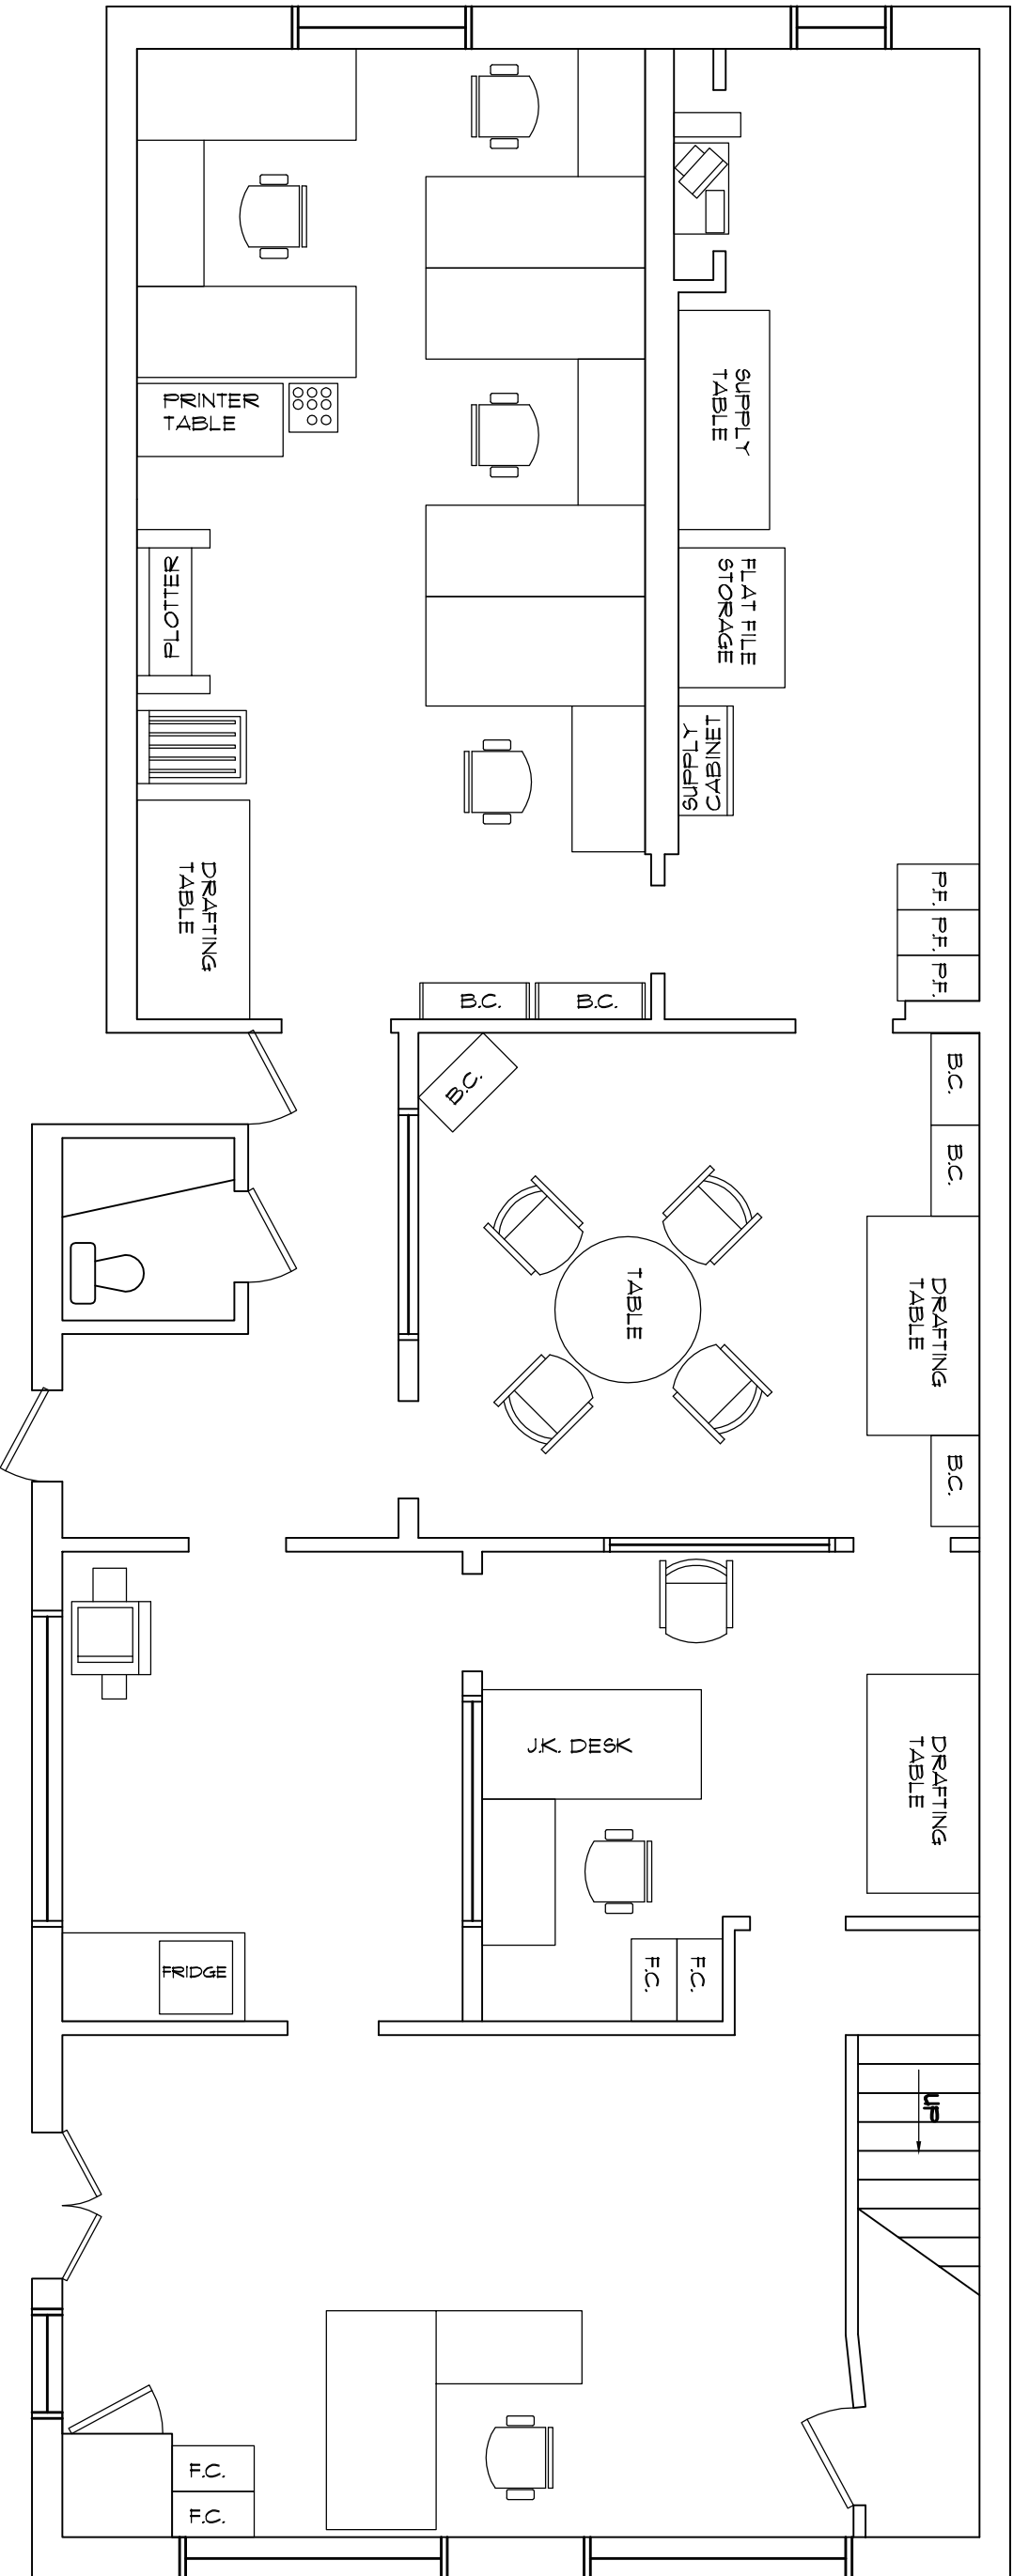 PRINTER
TABLE
SUPPLY
TABLE
PLOTTER
FLAT FILE
STORAGE
SUPPLY
CABINET
DRAFTING
TABLE
P.F.
P.F.
P.F.
B.C.
B.C.
B.C.
B.C.
B.C.
TABLE
DRAFTING
TABLE
B.C.
J.K. DESK
DRAFTING
TABLE
FRIDGE
F.C.
F.C.
UP
F.C.
F.C.